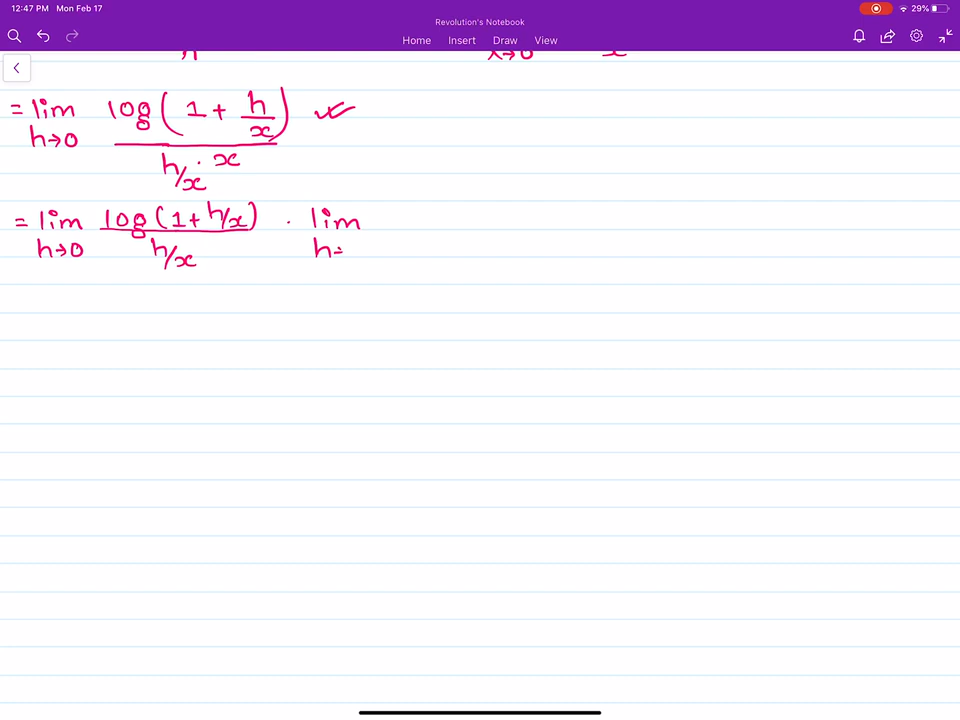 12:47 PM Mon Feb 17
29%
Revolution's Notebook
Home Insert Draw View
x→0 x
= lim log(1 + h/x)
h→0 h/x · x
= lim log(1+h/x) · lim
h→0 h/x h-